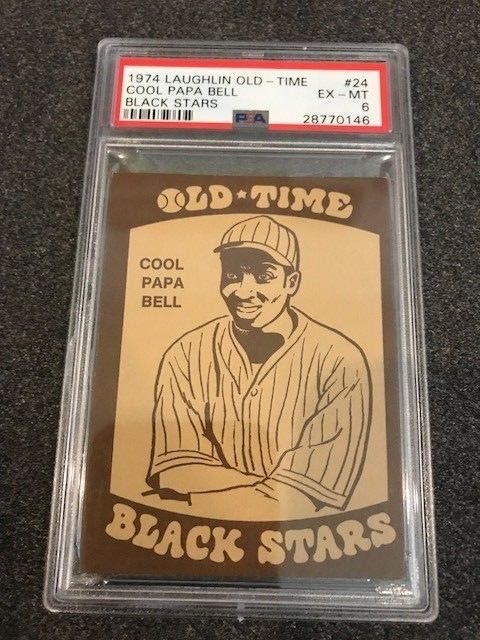 1974 LAUGHLIN OLD-TIME #24
COOL PAPA BELL EX-MT
BLACK STARS 6
PSA 28770146
OLD★TIME
COOL
PAPA
BELL
BLACK STARS